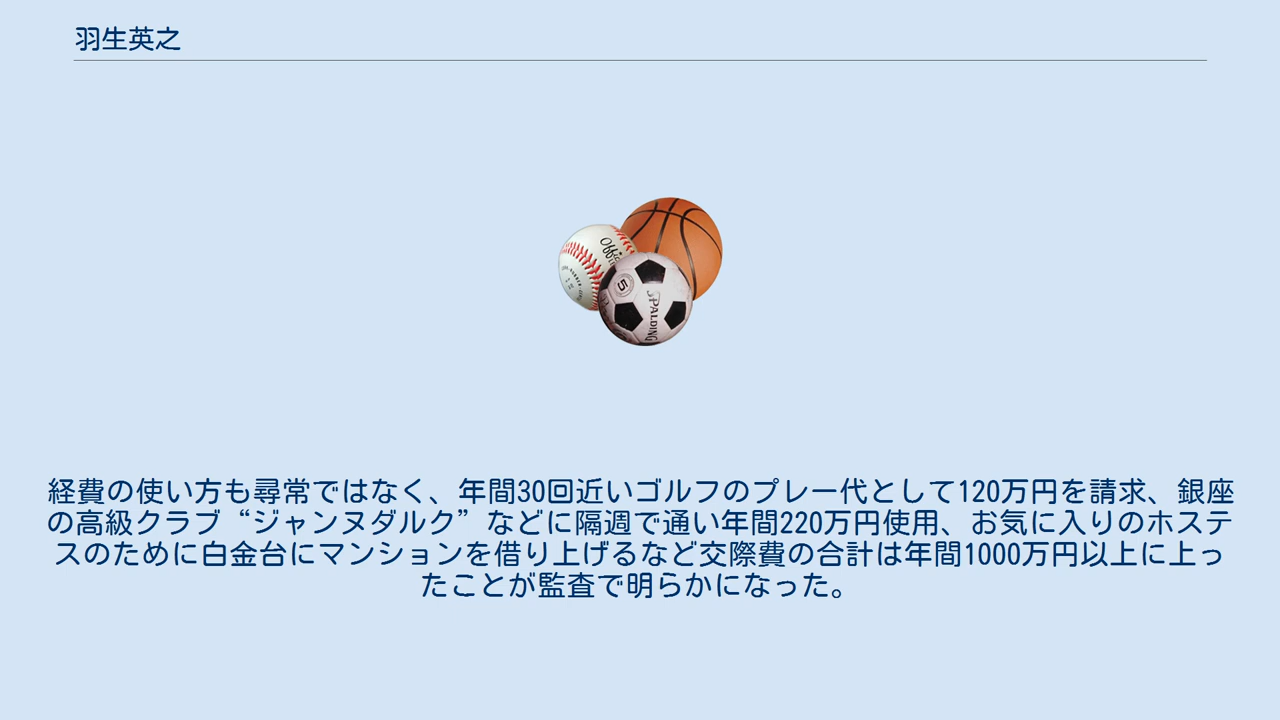 羽生英之
Offi
5
SPALDING
経費の使い方も尋常ではなく、年間30回近いゴルフのプレー代として120万円を請求、銀座
の高級クラブ“ジャンヌダルク”などに隔週で通い年間220万円使用、お気に入りのホステ
スのために白金台にマンションを借り上げるなど交際費の合計は年間1000万円以上に上っ
たことが監査で明らかになった。